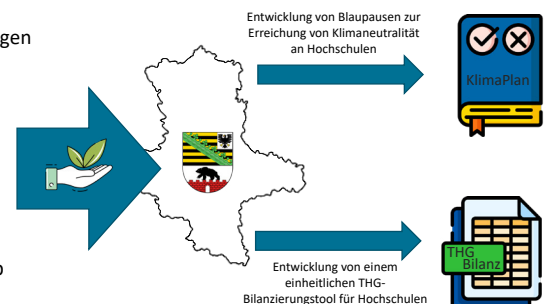 Entwicklung von Blaupausen zur
Erreichung von Klimaneutralität
an Hochschulen
gen
KlimaPlan
THG
Bilanz
Entwicklung von einem
einheitlichen THG-
Bilanzierungstool für Hochschulen